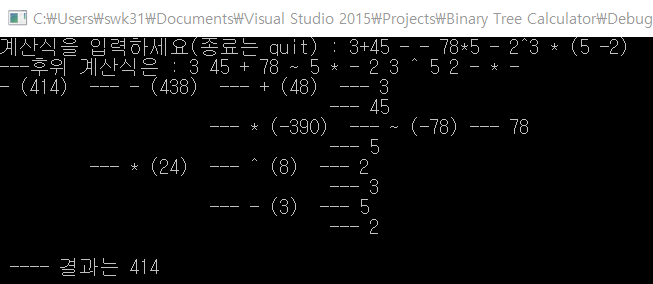 C:₩Users₩swk31₩Documents₩Visual Studio 2015₩Projects₩Binary Tree Calculator₩Debug
계산식을 입력하세요(종료는 quit) : 3+45 - - 78*5 - 2^3 * (5 -2)
---후위 계산식은 : 3 45 + 78 ~ 5 * - 2 3 ^ 5 2 - * -
- (414) --- - (438) --- + (48) --- 3
--- 45
--- * (-390) --- ~ (-78) --- 78
--- 5
--- * (24) --- ^ (8) --- 2
--- 3
--- - (3) --- 5
--- 2
---- 결과는 414